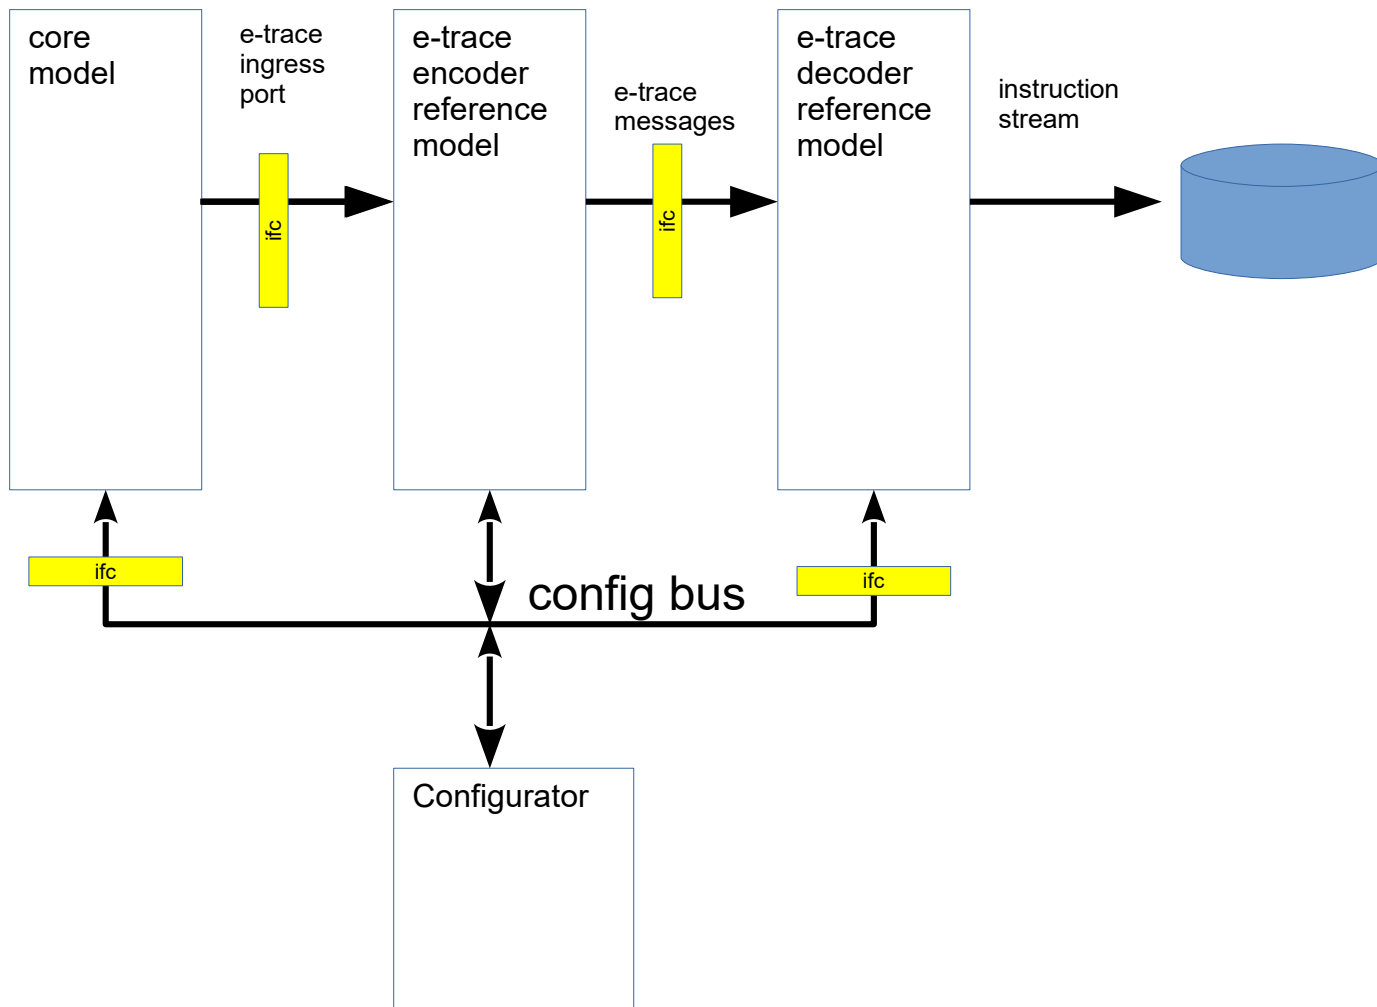 core
model
e-trace
ingress
port
ifc
e-trace
encoder
reference
model
e-trace
messages
ifc
e-trace
decoder
reference
model
instruction
stream
ifc
config bus
ifc
Configurator